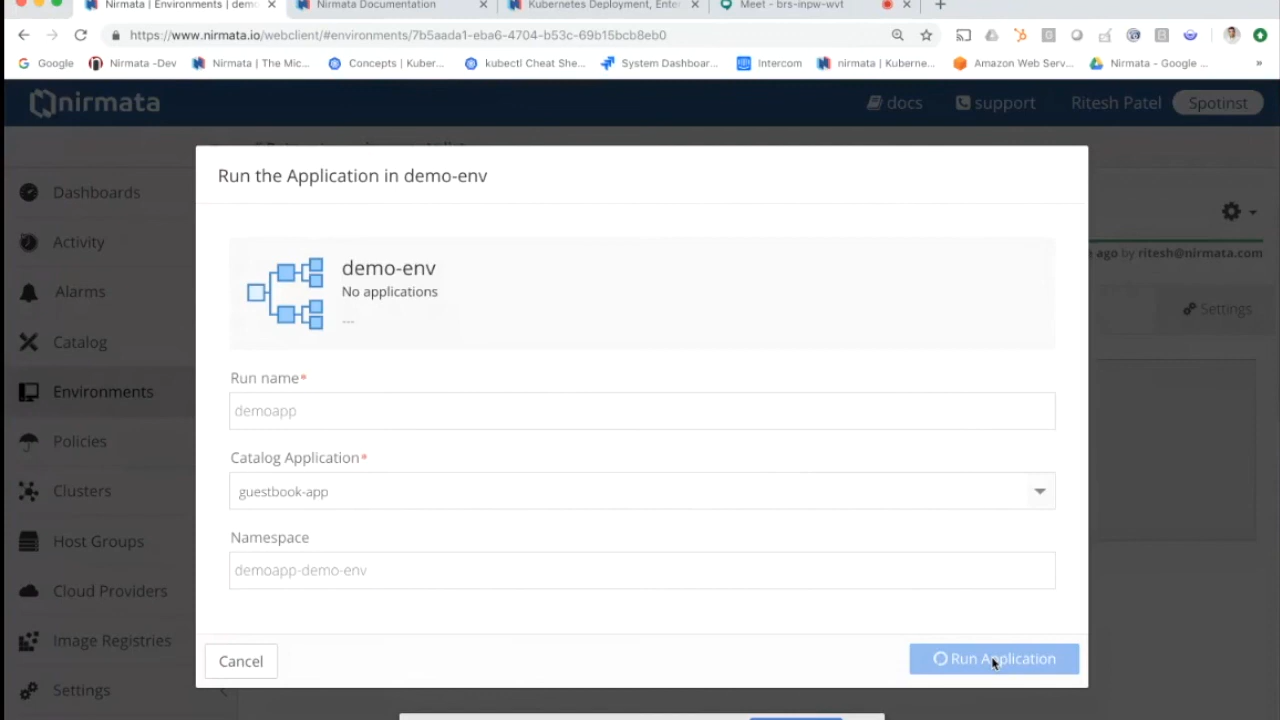 Nirmata | Environments | demo
Nirmata Documentation
Kubernetes Deployment, Enter
Meet - brs-inpw-wvt
https://www.nirmata.io/webclient/#environments/7b5aada1-eba6-4704-b53c-69b15bcb8eb0
Google
Nirmata -Dev
Nirmata | The Mic...
Concepts | Kuber...
kubectl Cheat She...
System Dashboar...
Intercom
nirmata | Kuberne...
Amazon Web Serv...
Nirmata - Google ...
»
nirmata
docs
support
Ritesh Patel
Spotinst
Dashboards
Activity
Alarms
Catalog
Environments
Policies
Clusters
Host Groups
Cloud Providers
Image Registries
Settings
Run the Application in demo-env
demo-env
No applications
---
Run name*
demoapp
Catalog Application*
guestbook-app
Namespace
demoapp-demo-env
Cancel
Run Application
ago by ritesh@nirmata.com
Settings